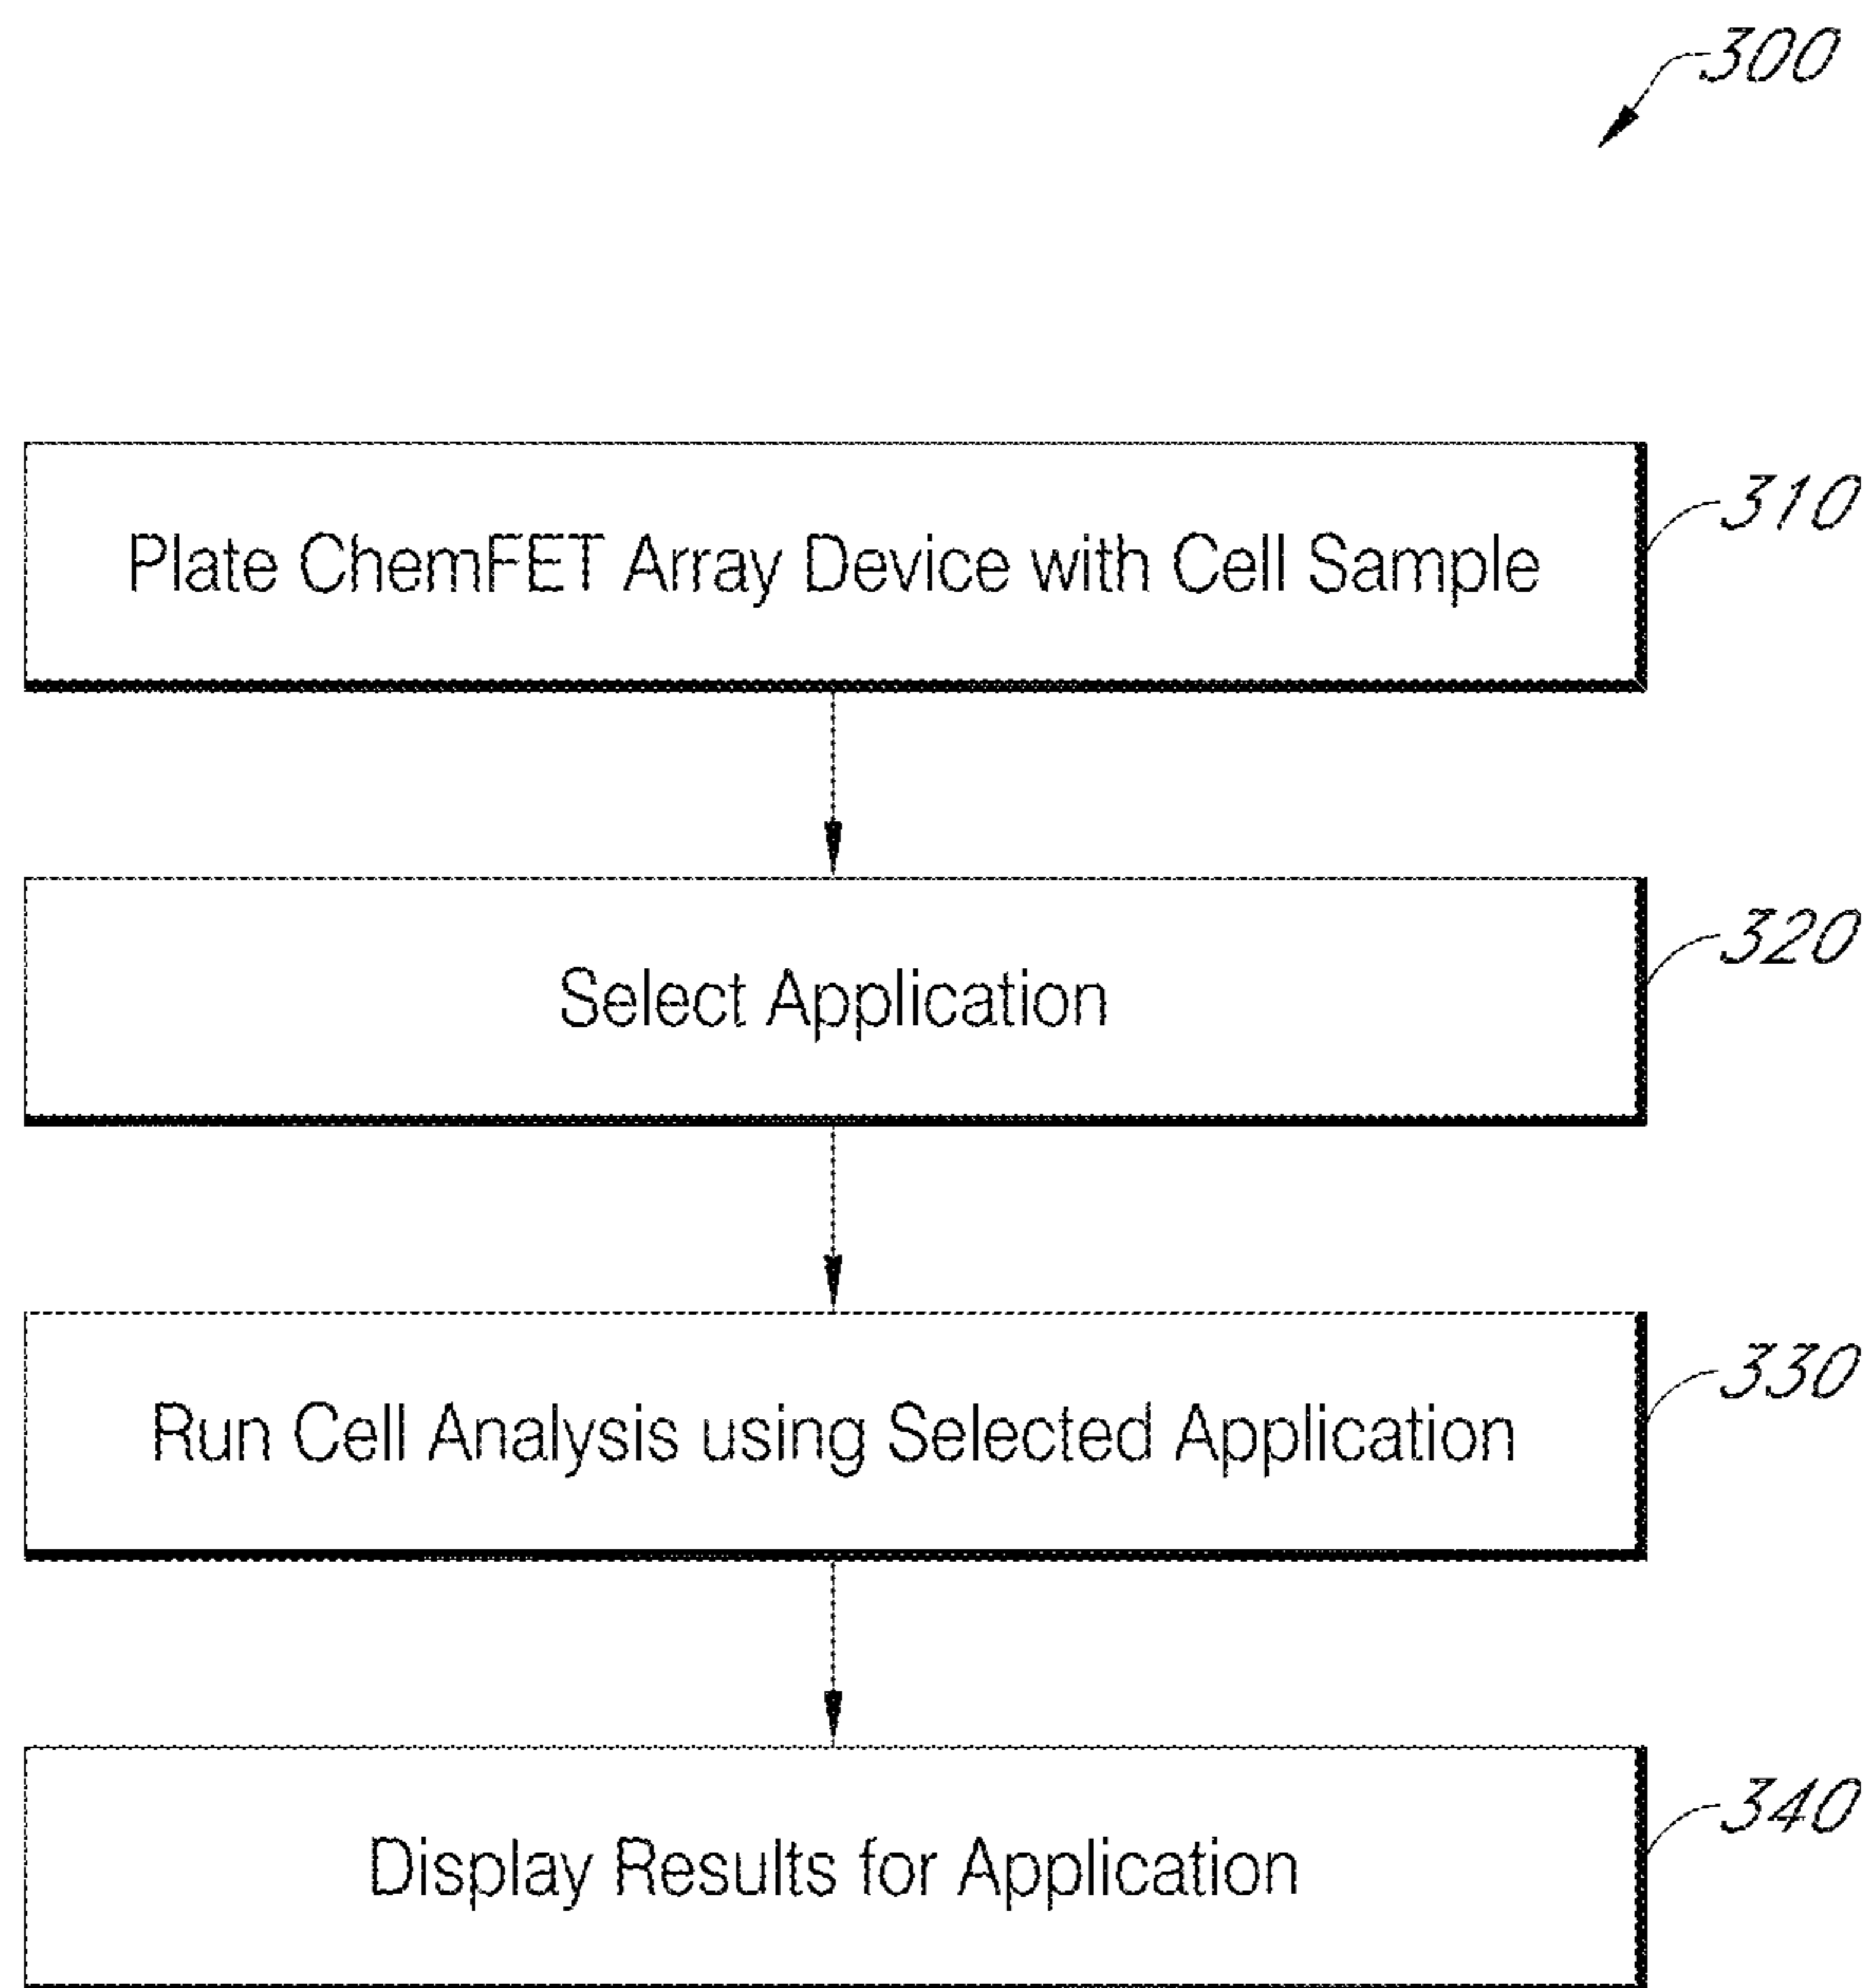 300
Plate ChemFET Array Device with Cell Sample
310
Select Application
320
Run Cell Analysis using Selected Application
330
Display Results for Application
340